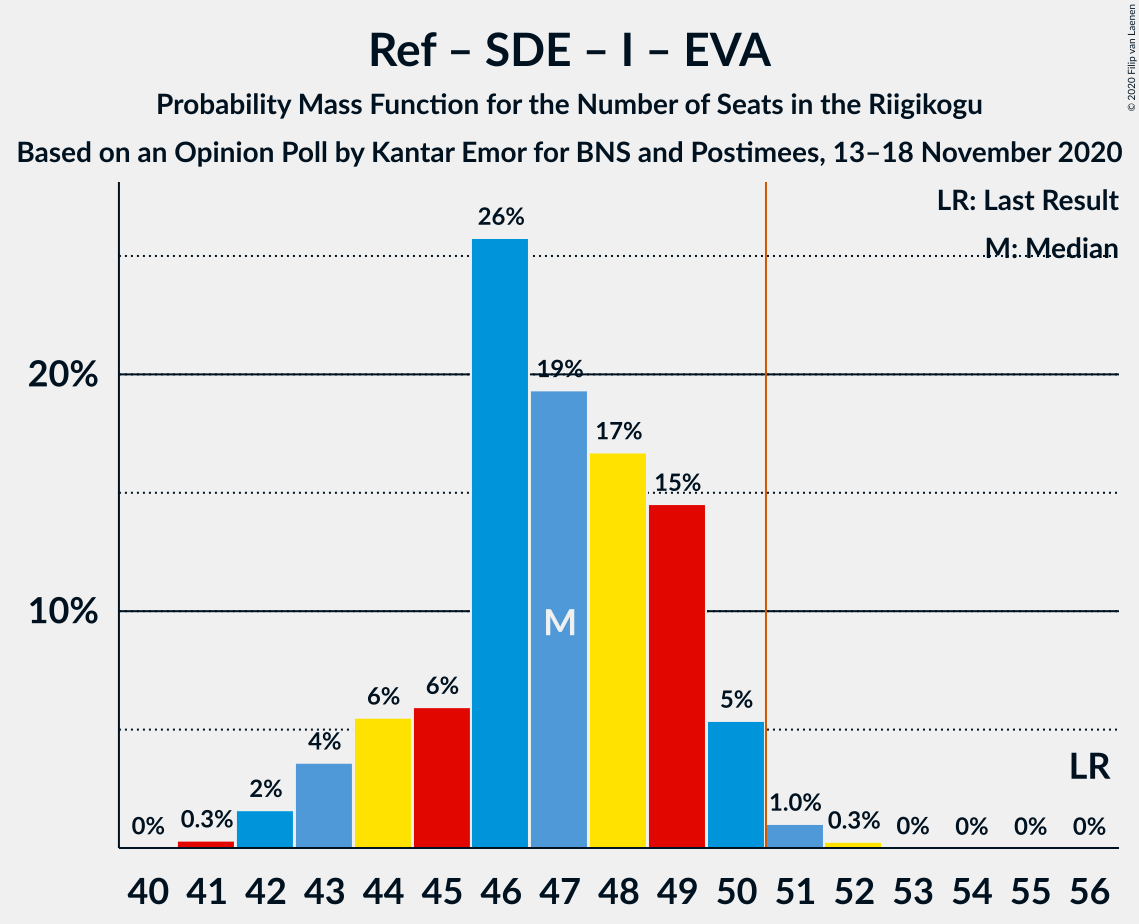 Ref – SDE – I – EVA
Probability Mass Function for the Number of Seats in the Riigikogu
Based on an Opinion Poll by Kantar Emor for BNS and Postimees, 13–18 November 2020
© 2020 Filip van Laenen
LR: Last Result
M: Median
20%
10%
0%
0.3%
2%
4%
6%
6%
26%
19%
17%
15%
5%
1.0%
0.3%
0%
0%
0%
0%
M
LR
40 41 42 43 44 45 46 47 48 49 50 51 52 53 54 55 56